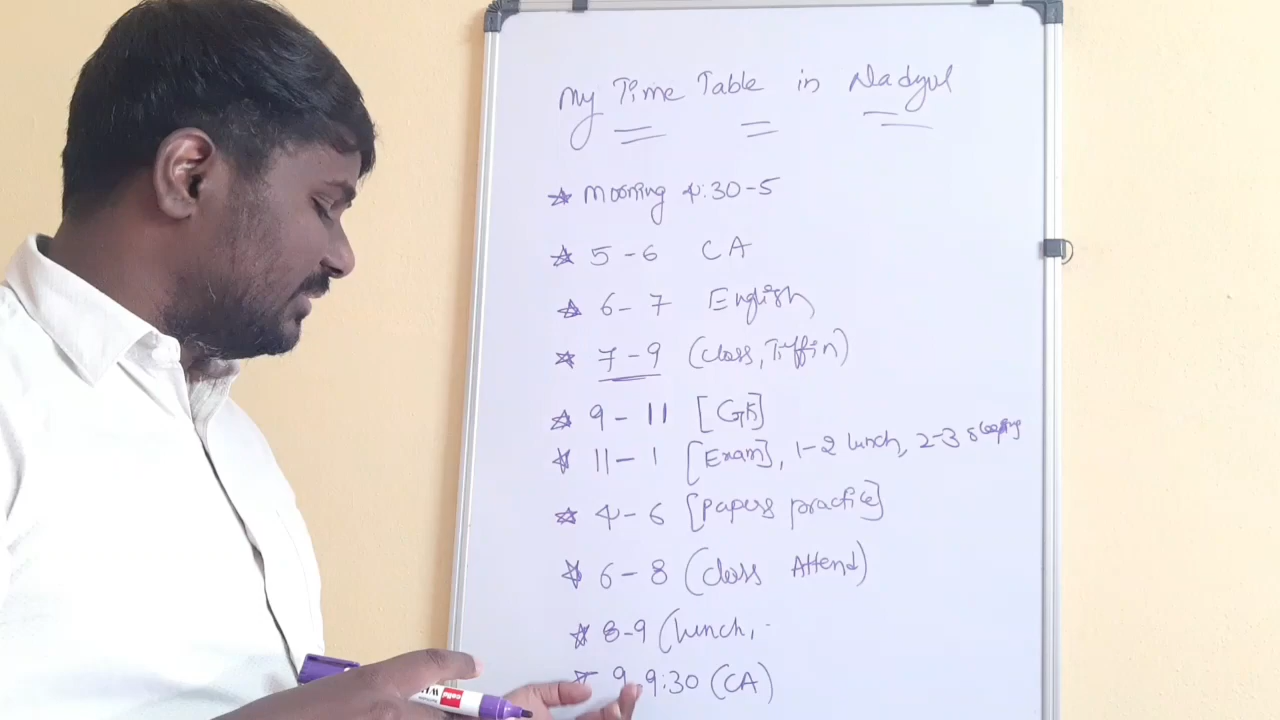 My Time Table in Nadyal
☆ Mooning 4:30-5
☆ 5-6 CA
☆ 6-7 English
☆ 7-9 (class, Tiffin)
☆ 9-11 [GK]
☆ 11-1 [Exam], 1-2 lunch, 2-3 sleeping
☆ 4-6 [Papers practice]
☆ 6-8 (class Attend)
☆ 8-9 (lunch, -
☆ 9-9:30 (CA)